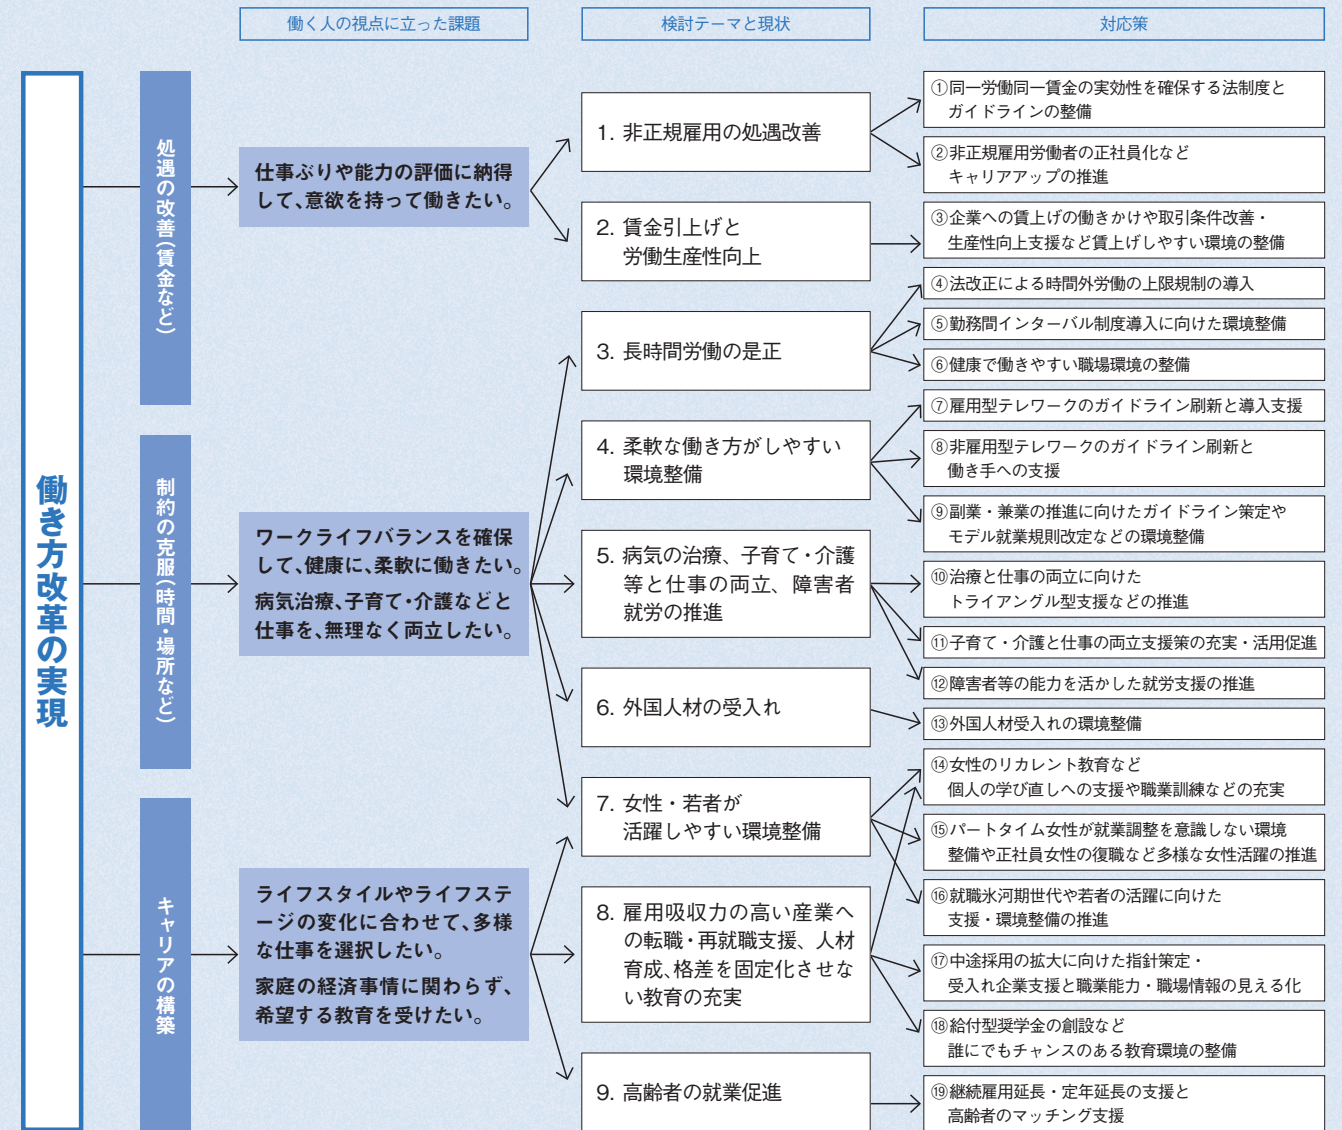 働く人の視点に立った課題
検討テーマと現状
対応策
働き方改革の実現
処遇の改善(賃金など)
仕事ぶりや能力の評価に納得
して、意欲を持って働きたい。
1. 非正規雇用の処遇改善
2. 賃金引上げと
労働生産性向上
①同一労働同一賃金の実効性を確保する法制度と
ガイドラインの整備
②非正規雇用労働者の正社員化など
キャリアアップの推進
③企業への賃上げの働きかけや取引条件改善・
生産性向上支援など賃上げしやすい環境の整備
制約の克服(時間・場所など)
ワークライフバランスを確保
して、健康に、柔軟に働きたい。
病気治療、子育て・介護などと
仕事を、無理なく両立したい。
3. 長時間労働の是正
4. 柔軟な働き方がしやすい
環境整備
5. 病気の治療、子育て・介護
等と仕事の両立、障害者
就労の推進
6. 外国人材の受入れ
7. 女性・若者が
活躍しやすい環境整備
④法改正による時間外労働の上限規制の導入
⑤勤務間インターバル制度導入に向けた環境整備
⑥健康で働きやすい職場環境の整備
⑦雇用型テレワークのガイドライン刷新と導入支援
⑧非雇用型テレワークのガイドライン刷新と
働き手への支援
⑨副業・兼業の推進に向けたガイドライン策定や
モデル就業規則改定などの環境整備
⑩治療と仕事の両立に向けた
トライアングル型支援などの推進
⑪子育て・介護と仕事の両立支援策の充実・活用促進
⑫障害者等の能力を活かした就労支援の推進
⑬外国人材受入れの環境整備
⑭女性のリカレント教育など
個人の学び直しへの支援や職業訓練などの充実
⑮パートタイム女性が就業調整を意識しない環境
整備や正社員女性の復職など多様な女性活躍の推進
⑯就職氷河期世代や若者の活躍に向けた
支援・環境整備の推進
キャリアの構築
ライフスタイルやライフステ
ージの変化に合わせて、多様
な仕事を選択したい。
家庭の経済事情に関わらず、
希望する教育を受けたい。
8. 雇用吸収力の高い産業へ
の転職・再就職支援、人材
育成、格差を固定化させな
い教育の充実
9. 高齢者の就業促進
⑰中途採用の拡大に向けた指針策定・
受入れ企業支援と職業能力・職場情報の見える化
⑱給付型奨学金の創設など
誰にでもチャンスのある教育環境の整備
⑲継続雇用延長・定年延長の支援と
高齢者のマッチング支援